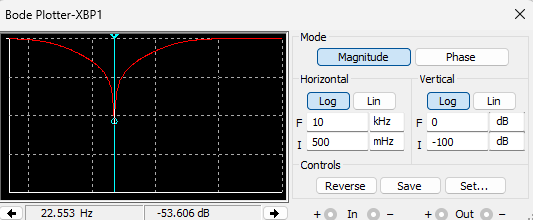 Bode Plotter-XBP1
Mode
Magnitude Phase
Horizontal Vertical
Log Lin Log Lin
F 10 kHz F 0 dB
I 500 mHz I -100 dB
Controls
Reverse Save Set...
22.553 Hz -53.606 dB + In − + Out −